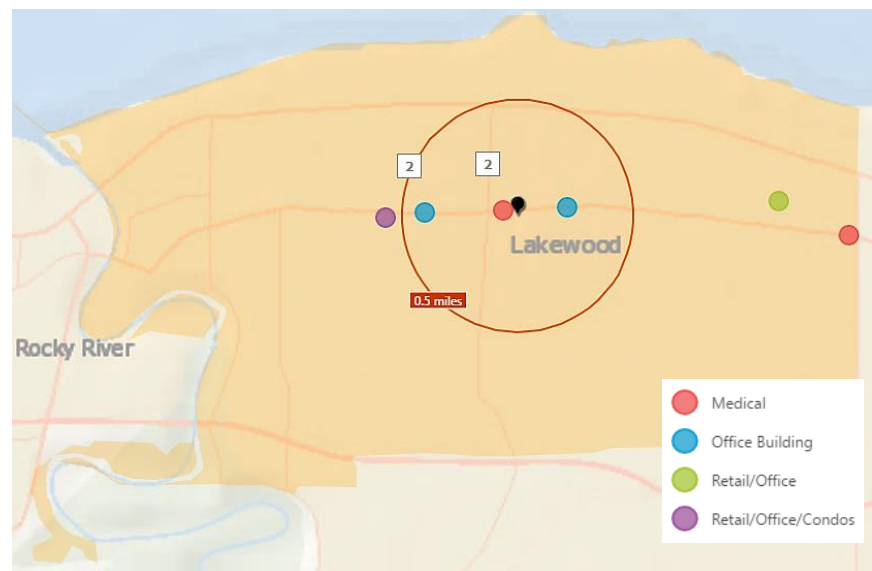 2
2
Lakewood
0.5 miles
Rocky River
Medical
Office Building
Retail/Office
Retail/Office/Condos